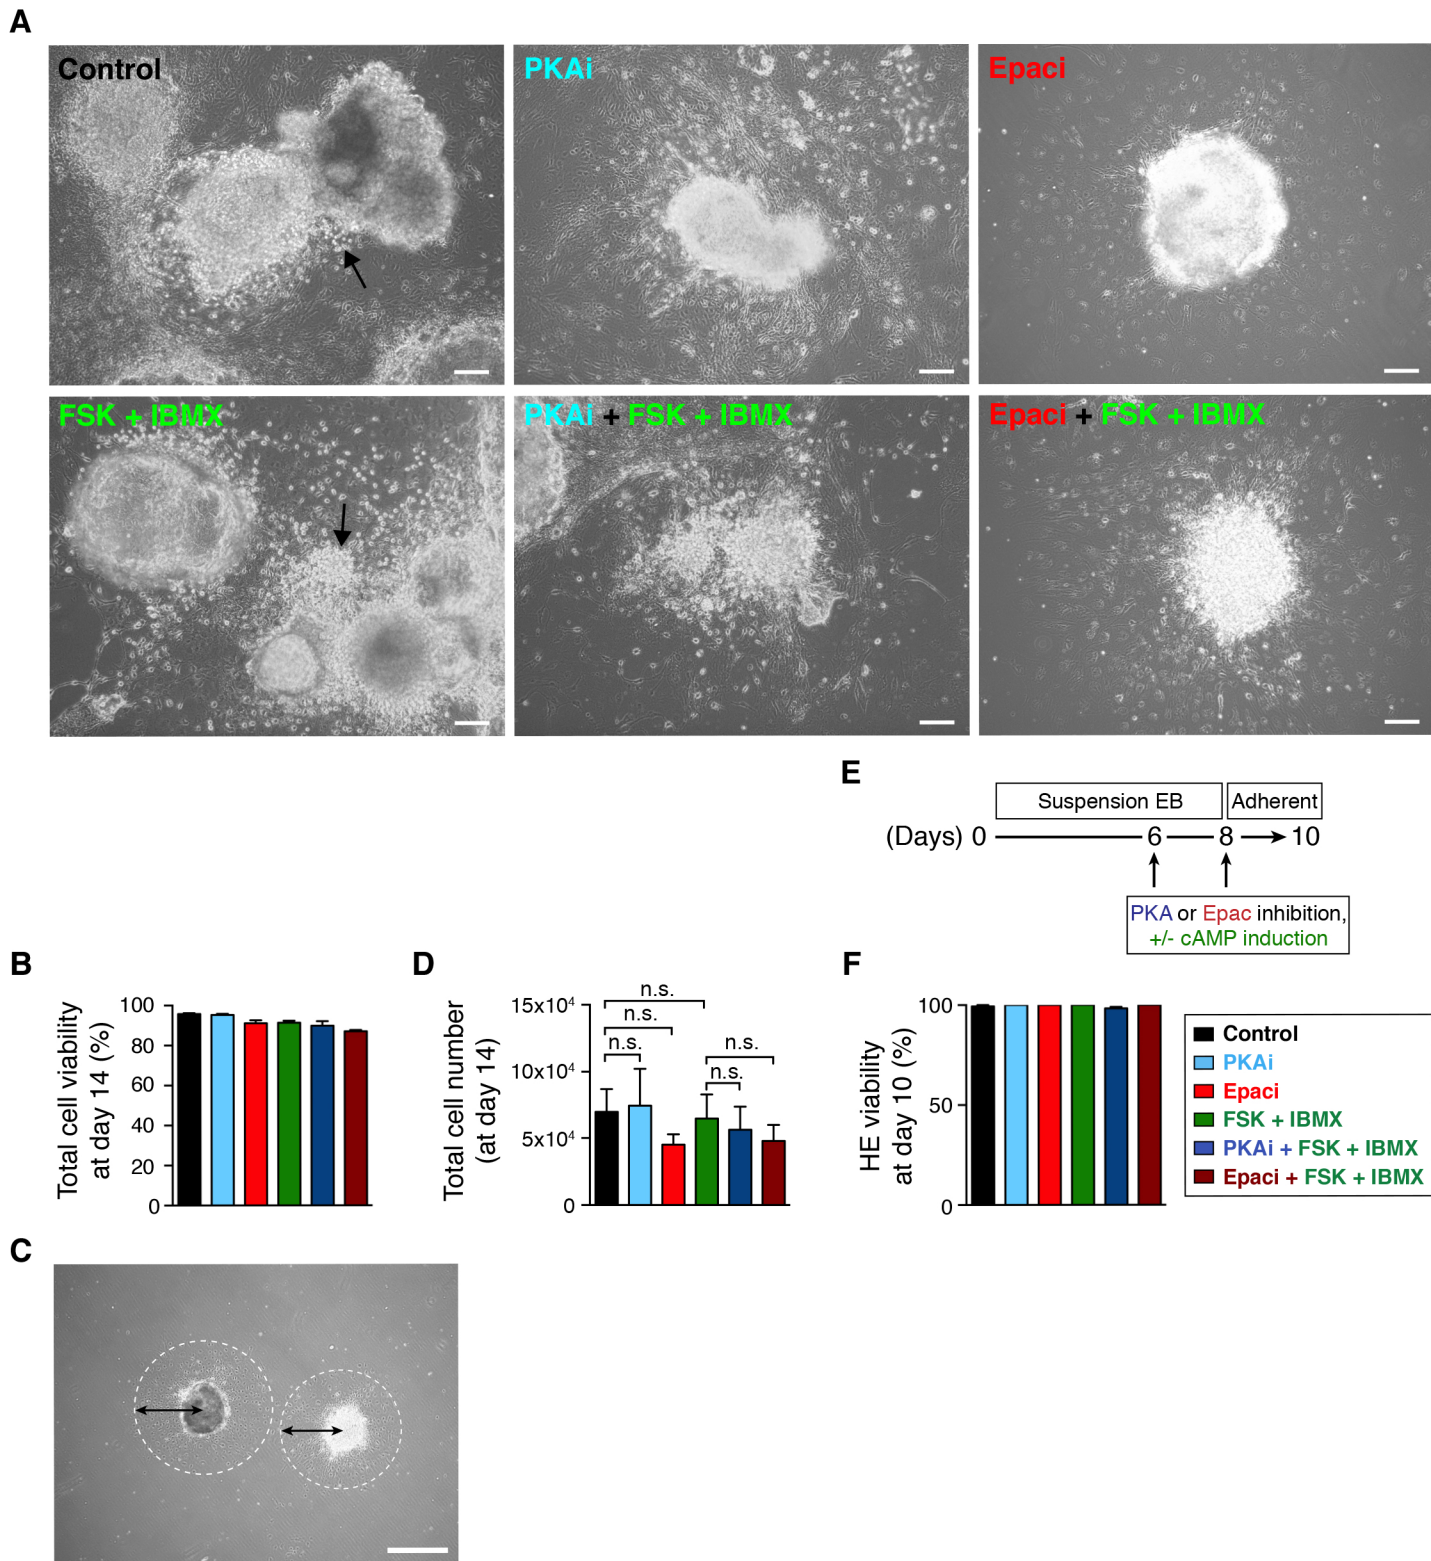 A
Control
PKAi
Epaci
FSK + IBMX
PKAi + FSK + IBMX
Epaci + FSK + IBMX
E
Suspension EB
Adherent
(Days) 0
6
8
10
PKA or Epac inhibition,
+/- cAMP induction
B
Total cell viability
at day 14 (%)
100
80
60
40
20
0
D
Total cell number
(at day 14)
15x10⁴
10x10⁴
5x10⁴
0
n.s.
n.s.
n.s.
n.s.
n.s.
F
HE viability
at day 10 (%)
100
50
0
Control
PKAi
Epaci
FSK + IBMX
PKAi + FSK + IBMX
Epaci + FSK + IBMX
C